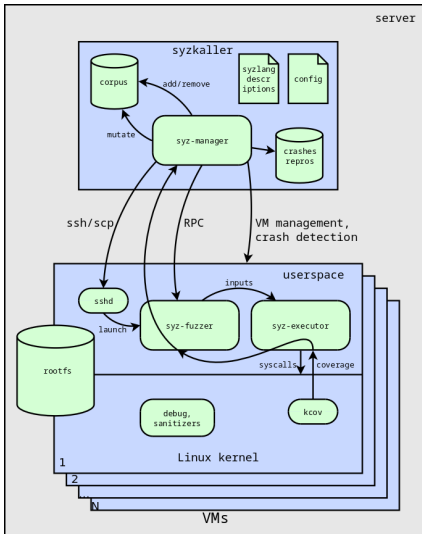 server
syzkaller
corpus
add/remove
syzlang
descr
iptions
config
mutate
syz-manager
crashes
repros
ssh/scp
RPC
VM management,
crash detection
userspace
sshd
inputs
launch
syz-fuzzer
syz-executor
rootfs
syscalls
coverage
debug,
sanitizers
kcov
Linux kernel
1
2
...
N
VMs